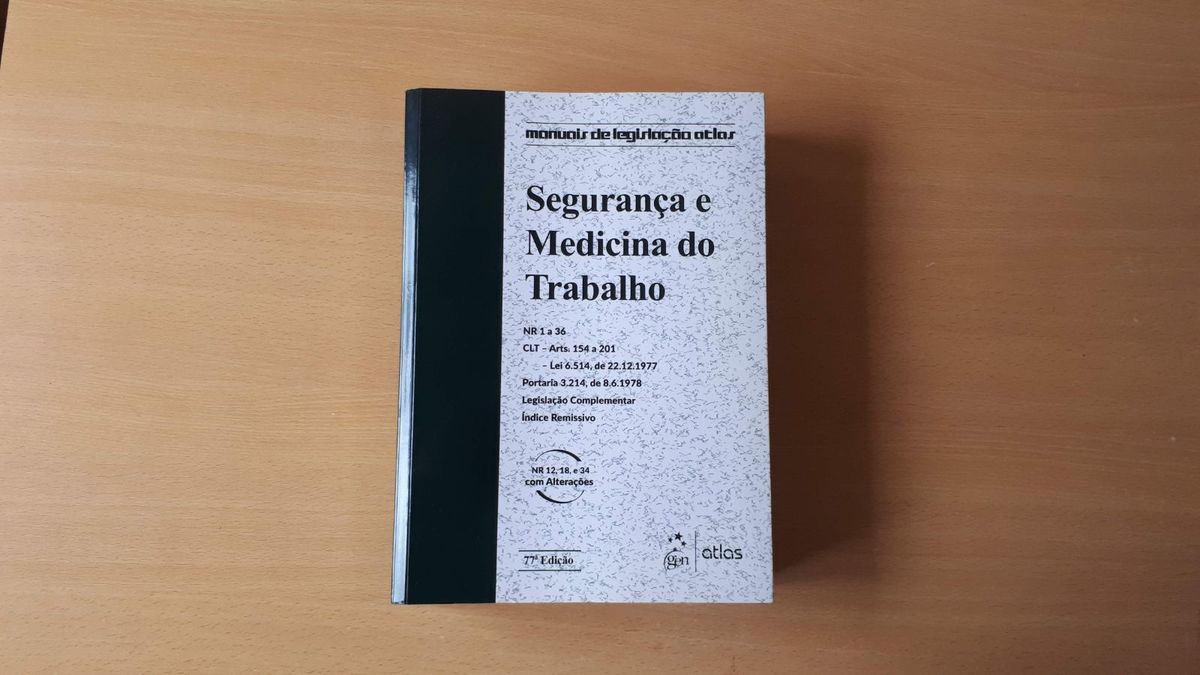 manuais de legislação atlas
Segurança e
Medicina do
Trabalho
NR 1 a 36
CLT – Arts. 154 a 201
– Lei 6.514, de 22.12.1977
Portaria 3.214, de 8.6.1978
Legislação Complementar
Índice Remissivo
NR 12, 18, e 34
com Alterações
77ª Edição
gen
atlas